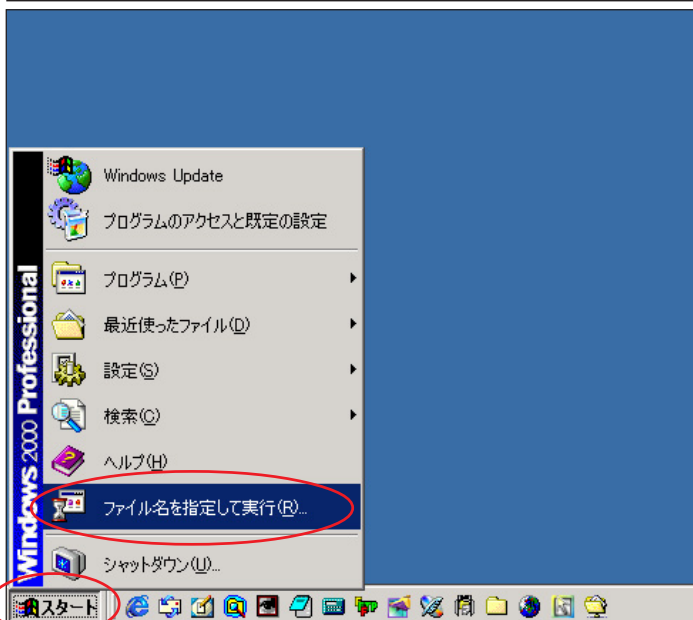 Windows Update
プログラムのアクセスと既定の設定
プログラム(P)
最近使ったファイル(D)
設定(S)
検索(C)
ヘルプ(H)
ファイル名を指定して実行(R)...
シャットダウン(U)...
Windows 2000 Professional
スタート